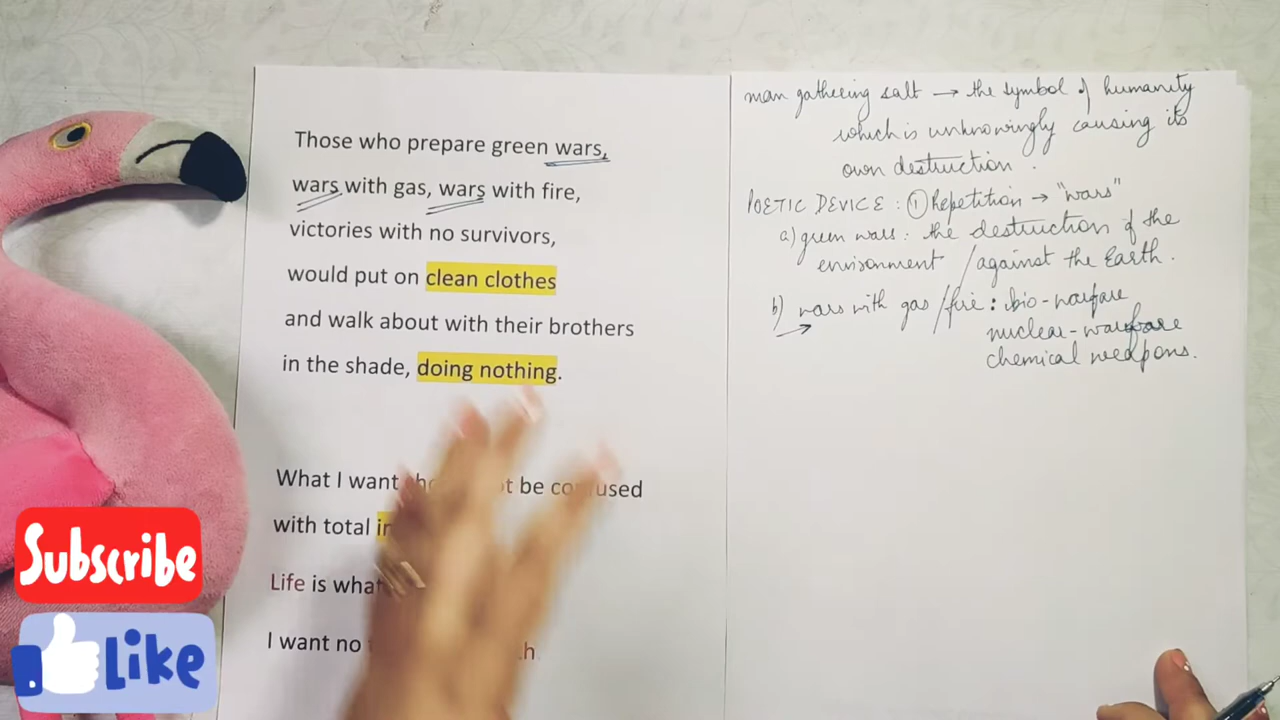 Those who prepare green wars,
wars with gas, wars with fire,
victories with no survivors,
would put on clean clothes
and walk about with their brothers
in the shade, doing nothing.
What I want be confused
with total
Life is what
I want no
man gathering salt → the symbol of humanity
which is unknowingly causing its
own destruction.
POETIC DEVICE: ① Repetition → "wars"
a) green wars: the destruction of the
environment / against the Earth.
b) wars with gas / fire: bio-warfare
nuclear-warfare
chemical weapons.
Subscribe
Like